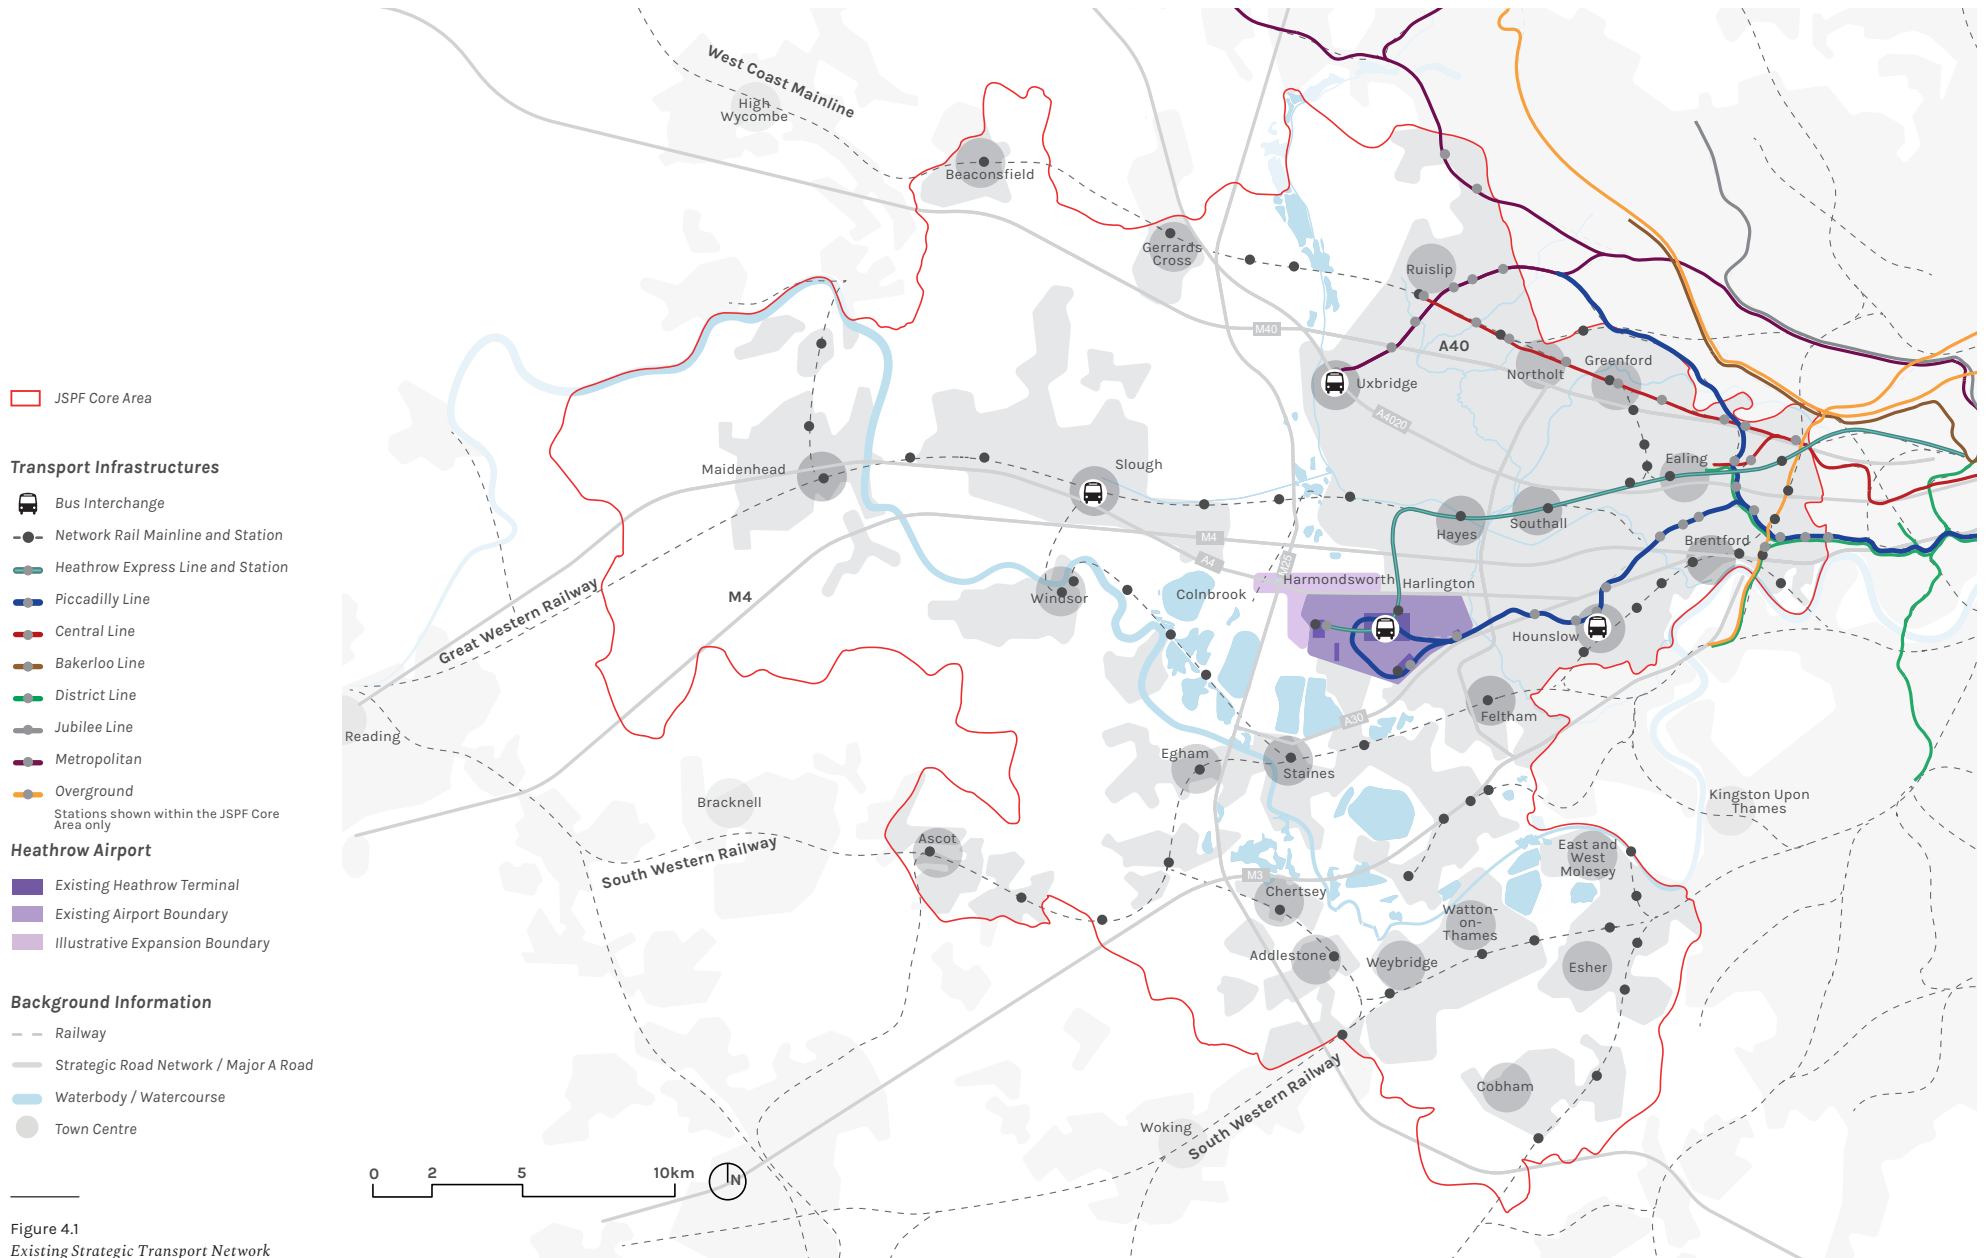 JSPF Core Area
Transport Infrastructures
Bus Interchange
Network Rail Mainline and Station
Heathrow Express Line and Station
Piccadilly Line
Central Line
Bakerloo Line
District Line
Jubilee Line
Metropolitan
Overground
Stations shown within the JSPF Core
Area only
Heathrow Airport
Existing Heathrow Terminal
Existing Airport Boundary
Illustrative Expansion Boundary
Background Information
Railway
Strategic Road Network / Major A Road
Waterbody / Watercourse
Town Centre
Figure 4.1
Existing Strategic Transport Network
West Coast Mainline
High
Wycombe
Beaconsfield
Gerrards
Cross
Ruislip
M40
A40
Northolt
Greenford
Uxbridge
A4020
Maidenhead
Slough
Ealing
Hayes
Southall
Brentford
M4
A4
M25
Harmondsworth
Harlington
Colnbrook
Windsor
M4
Great Western Railway
Hounslow
Reading
Feltham
A30
Egham
Staines
Bracknell
Kingston Upon
Thames
South Western Railway
Ascot
East and
West
Molesey
M3
Chertsey
Watton-
on-
Thames
Addlestone
Weybridge
Esher
Cobham
South Western Railway
Woking
0
2
5
10km
N